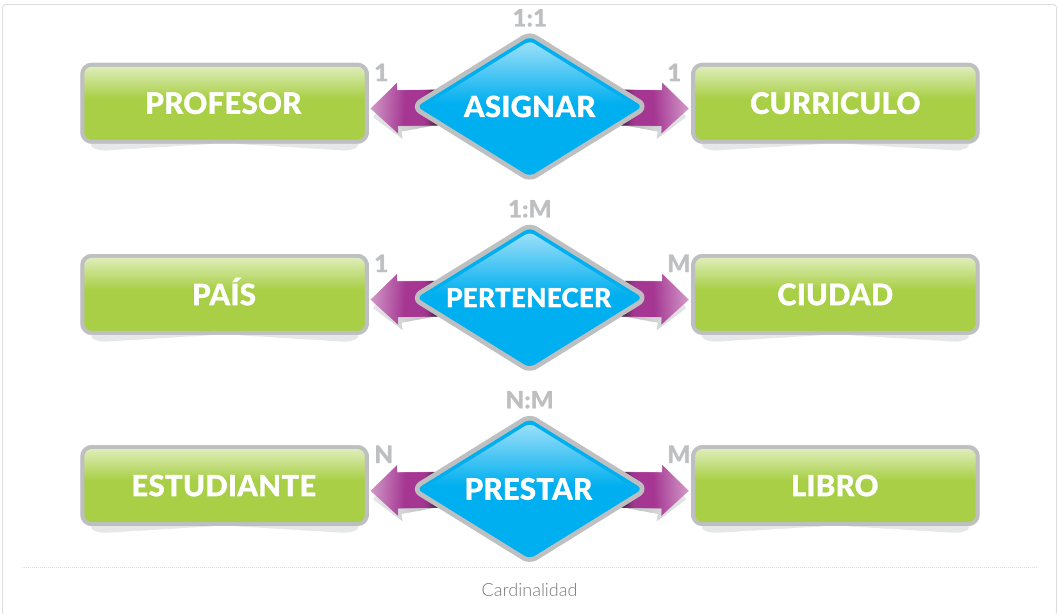 1:1
PROFESOR
1
ASIGNAR
1
CURRICULO
1:M
PAÍS
1
PERTENECER
M
CIUDAD
N:M
ESTUDIANTE
N
PRESTAR
M
LIBRO
Cardinalidad